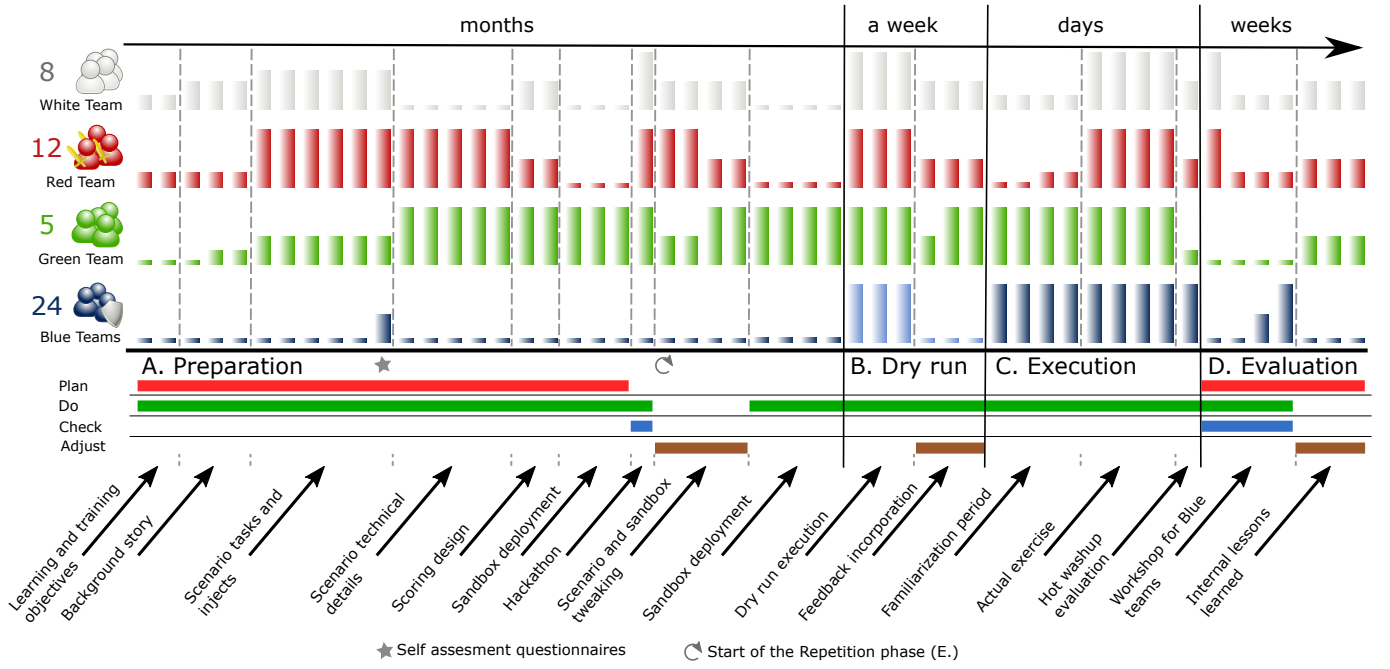 months
a week
days
weeks
8
White Team
12
Red Team
5
Green Team
24
Blue Teams
A. Preparation
B. Dry run
C. Execution
D. Evaluation
Plan
Do
Check
Adjust
Learning and training
objectives
Background story
Scenario tasks and
injects
Scenario technical
details
Scoring design
Sandbox deployment
Hackathon
Scenario and sandbox
tweaking
Sandbox deployment
Dry run execution
Feedback incorporation
Familiarization period
Actual exercise
Hot washup
evaluation
Workshop for Blue
teams
Internal lessons
learned
Self assesment questionnaires
Start of the Repetition phase (E.)